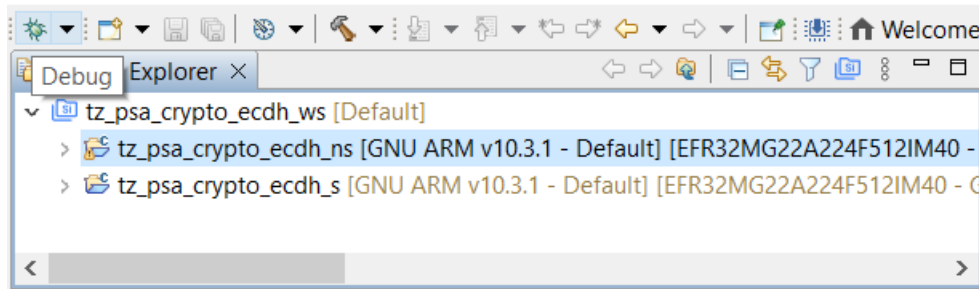 Welcome
Debug Explorer
tz_psa_crypto_ecdh_ws [Default]
tz_psa_crypto_ecdh_ns [GNU ARM v10.3.1 - Default] [EFR32MG22A224F512IM40 -
tz_psa_crypto_ecdh_s [GNU ARM v10.3.1 - Default] [EFR32MG22A224F512IM40 -